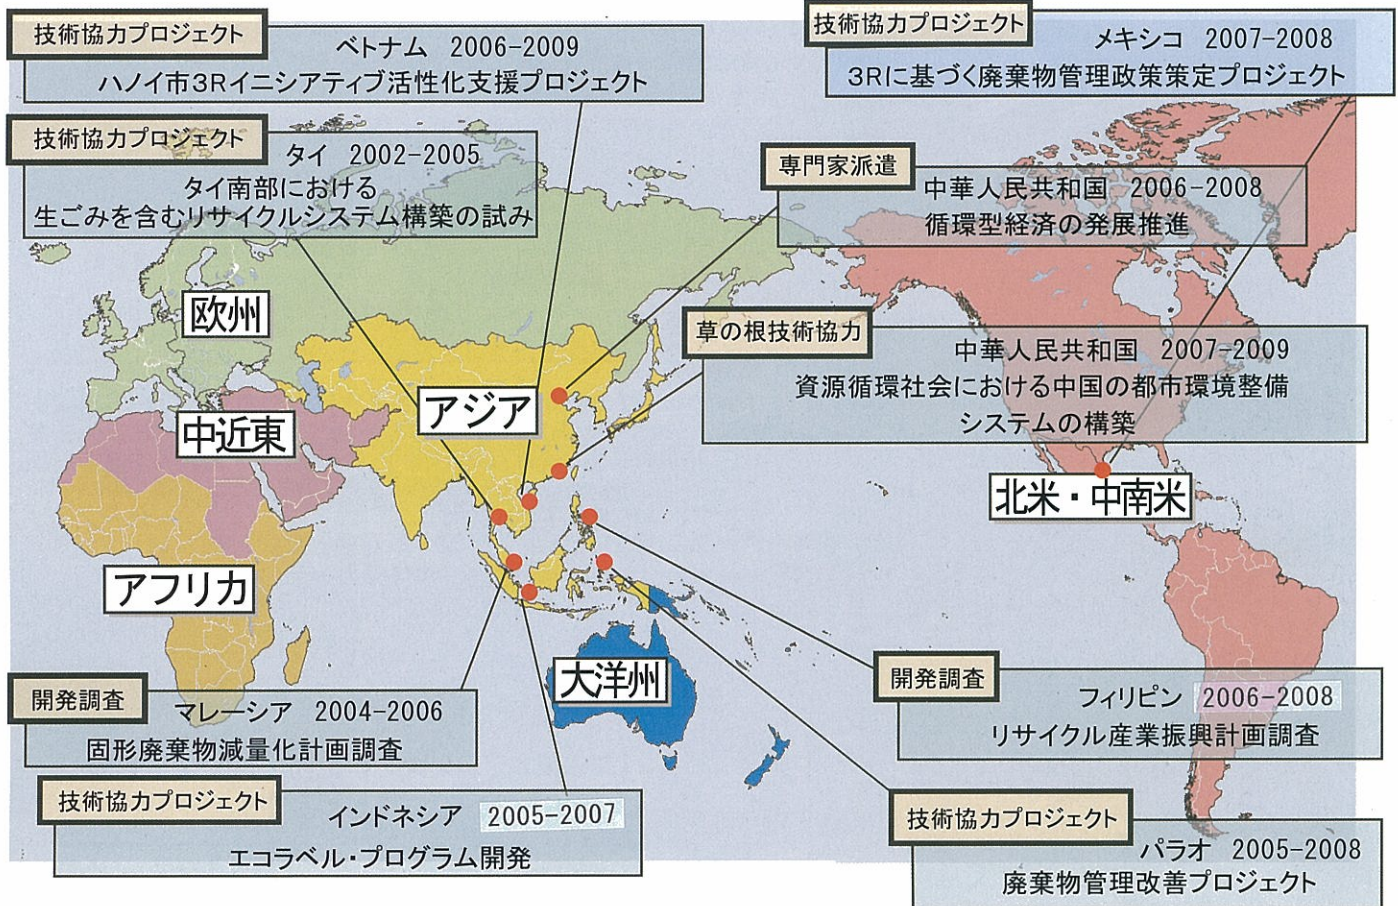 技術協力プロジェクト
ベトナム 2006-2009
ハノイ市3Rイニシアティブ活性化支援プロジェクト
技術協力プロジェクト
メキシコ 2007-2008
3Rに基づく廃棄物管理政策策定プロジェクト
技術協力プロジェクト
タイ 2002-2005
タイ南部における
生ごみを含むリサイクルシステム構築の試み
専門家派遣
中華人民共和国 2006-2008
循環型経済の発展推進
草の根技術協力
中華人民共和国 2007-2009
資源循環社会における中国の都市環境整備
システムの構築
欧州
アジア
中近東
北米・中南米
アフリカ
大洋州
開発調査
マレーシア 2004-2006
固形廃棄物減量化計画調査
開発調査
フィリピン 2006-2008
リサイクル産業振興計画調査
技術協力プロジェクト
インドネシア 2005-2007
エコラベル・プログラム開発
技術協力プロジェクト
パラオ 2005-2008
廃棄物管理改善プロジェクト